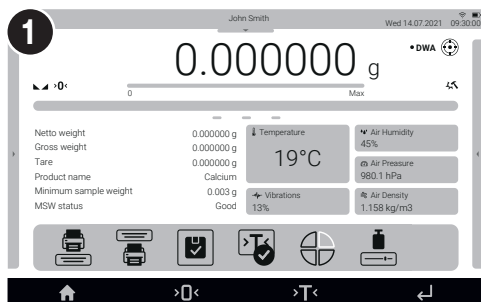 1
John Smith
Wed 14.07.2021 09:30:00
0.000000 g
• DWA
>0<
0 Max
Netto weight 0.000000 g
Gross weight 0.000000 g
Tare 0.000000 g
Product name Calcium
Minimum sample weight 0.003 g
MSW status Good
Temperature
19°C
Vibrations
13%
Air Humidity
45%
Air Preasure
980.1 hPa
Air Density
1.158 kg/m3
>T<
>0<
>T<